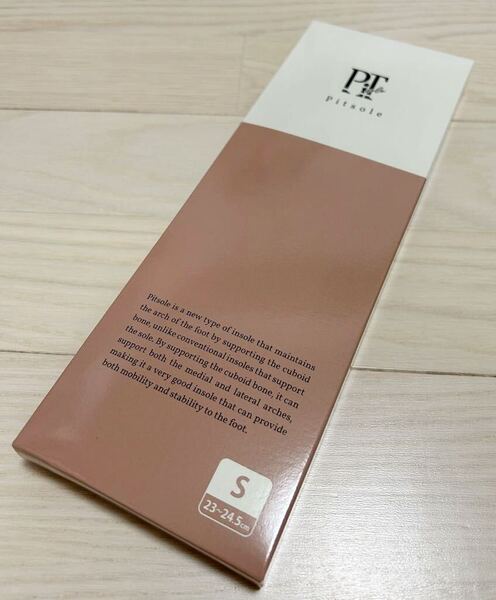 PiT
Pitsole
Pitsole is a new type of insole that maintains
the arch of the foot by supporting the cuboid
bone, unlike conventional insoles that support
the sole. By supporting the cuboid bone, it can
support both the medial and lateral arches,
making it a very good insole that can provide
both mobility and stability to the foot.
S
23~24.5cm